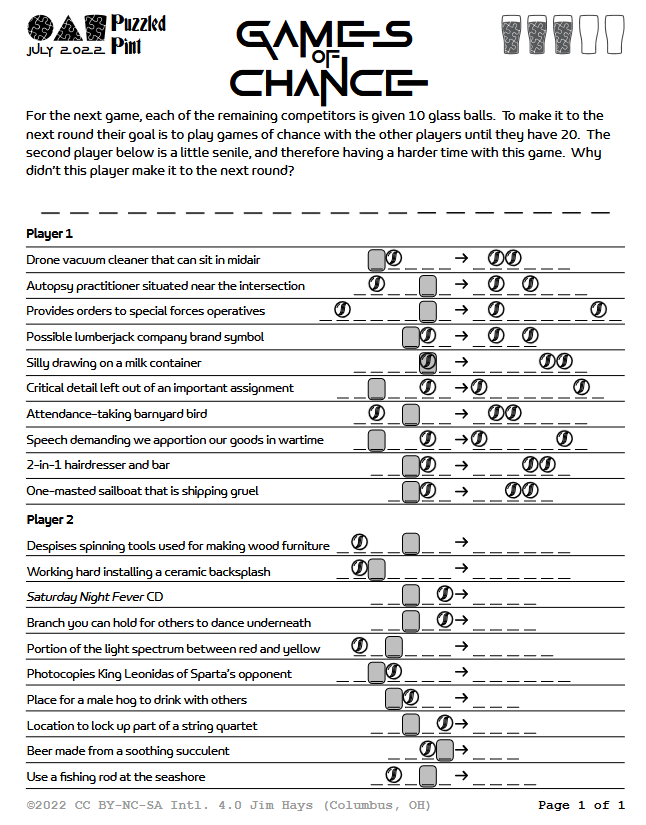 Puzzled
Pint
JULY 2022
GAMES
OF
CHANCE
For the next game, each of the remaining competitors is given 10 glass balls. To make it to the
next round their goal is to play games of chance with the other players until they have 20. The
second player below is a little senile, and therefore having a harder time with this game. Why
didn't this player make it to the next round?
Player 1
Drone vacuum cleaner that can sit in midair
Autopsy practitioner situated near the intersection
Provides orders to special forces operatives
Possible lumberjack company brand symbol
Silly drawing on a milk container
Critical detail left out of an important assignment
Attendance-taking barnyard bird
Speech demanding we apportion our goods in wartime
2-in-1 hairdresser and bar
One-masted sailboat that is shipping gruel
Player 2
Despises spinning tools used for making wood furniture
Working hard installing a ceramic backsplash
Saturday Night Fever CD
Branch you can hold for others to dance underneath
Portion of the light spectrum between red and yellow
Photocopies King Leonidas of Sparta's opponent
Place for a male hog to drink with others
Location to lock up part of a string quartet
Beer made from a soothing succulent
Use a fishing rod at the seashore
©2022 CC BY-NC-SA Intl. 4.0 Jim Hays (Columbus, OH) Page 1 of 1